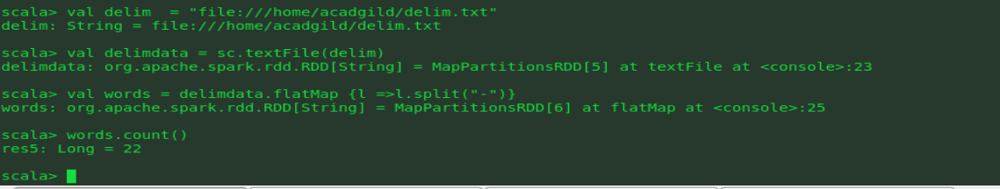 scala> val delim  = "file:///home/acadgild/delim.txt"
delim: String = file:///home/acadgild/delim.txt
scala> val delimdata = sc.textFile(delim)
delimdata: org.apache.spark.rdd.RDD[String] = MapPartitionsRDD[5] at textFile at <console>:23
scala> val words = delimdata.flatMap {l =>l.split("-")}
words: org.apache.spark.rdd.RDD[String] = MapPartitionsRDD[6] at flatMap at <console>:25
scala> words.count()
res5: Long = 22
scala>